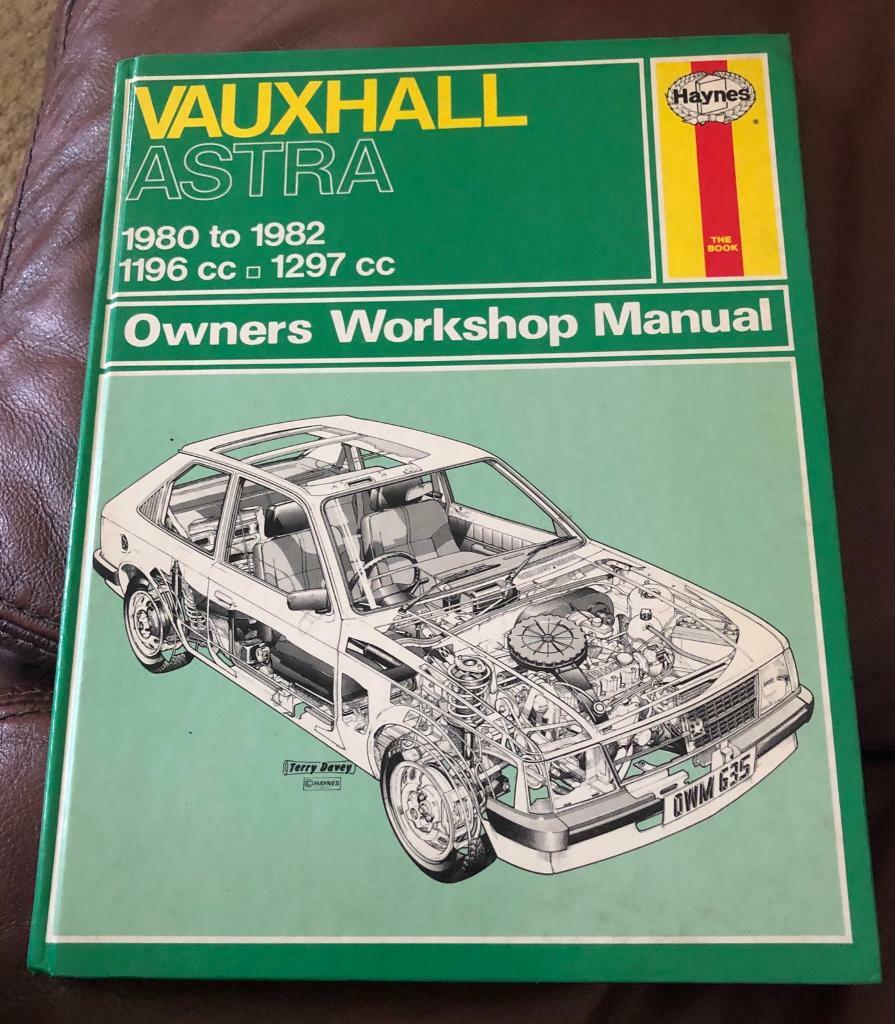 VAUXHALL
ASTRA
1980 to 1982
1196 cc □ 1297 cc
Haynes
®
THE
BOOK
Owners Workshop Manual
Terry Davey
© HAYNES
OWM 635